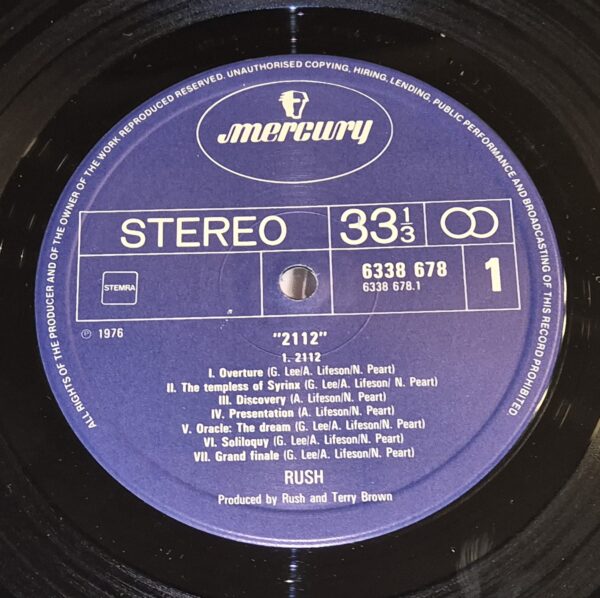 ALL RIGHTS OF THE PRODUCER AND OF THE OWNER OF THE WORK REPRODUCED RESERVED. UNAUTHORISED COPYING, HIRING, LENDING, PUBLIC PERFORMANCE AND BROADCASTING OF THIS RECORD PROHIBITED
mercury
STEREO 33 1/3
STEMRA 6338 678 1
6338 678.1
℗ 1976
"2112"
1. 2112
I. Overture (G. Lee/A. Lifeson/N. Peart)
II. The templess of Syrinx (G. Lee/A. Lifeson/ N. Peart)
III. Discovery (A. Lifeson/N. Peart)
IV. Presentation (A. Lifeson/N. Peart)
V. Oracle: The dream (G. Lee/A. Lifeson/N. Peart)
VI. Soliloquy (G. Lee/A. Lifeson/N. Peart)
VII. Grand finale (G. Lee/A. Lifeson/N. Peart)
RUSH
Produced by Rush and Terry Brown